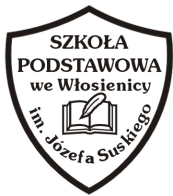 SZKOŁA
PODSTAWOWA
we Włosienicy
im. Józefa Suskiego